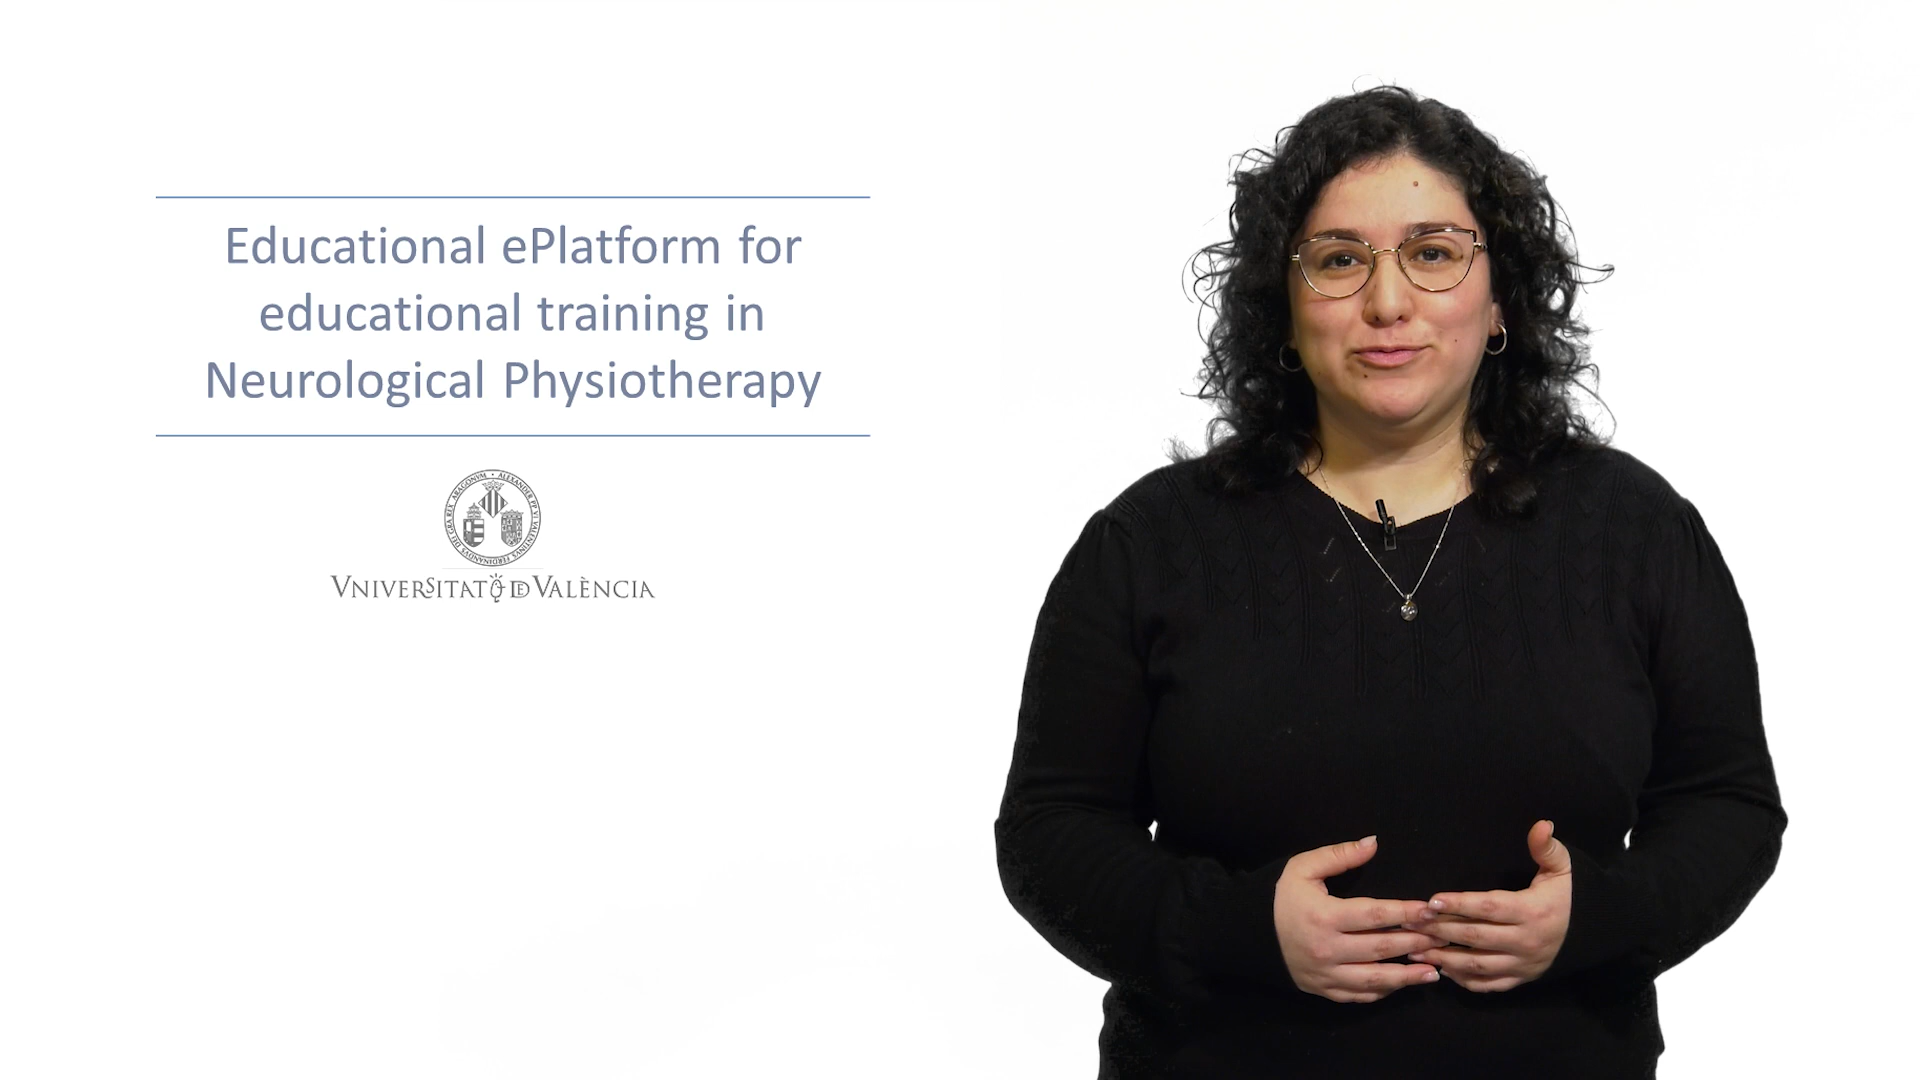 Educational ePlatform for
educational training in
Neurological Physiotherapy
VNIVERSITAT DE VALÈNCIA